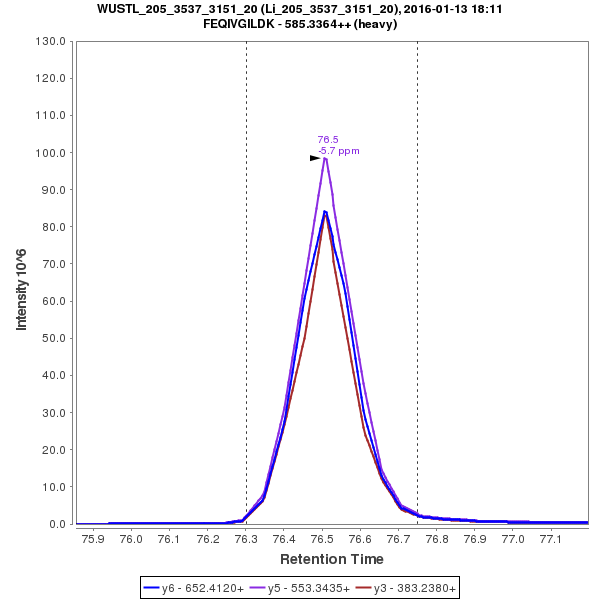 WUSTL_205_3537_3151_20 (Li_205_3537_3151_20), 2016-01-13 18:11
FEQIVGILDK - 585.3364++ (heavy)
130.0
120.0
110.0
100.0
90.0
80.0
70.0
60.0
50.0
40.0
30.0
20.0
10.0
0.0
Intensity 10^6
76.5
-5.7 ppm
75.9 76.0 76.1 76.2 76.3 76.4 76.5 76.6 76.7 76.8 76.9 77.0 77.1
Retention Time
y6 - 652.4120+ y5 - 553.3435+ y3 - 383.2380+